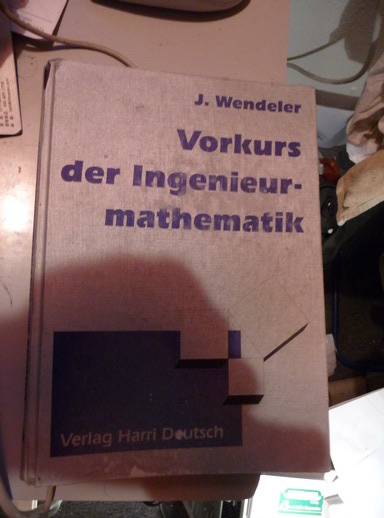 J. Wendeler
Vorkurs
der Ingenieur-
mathematik
Verlag Harri Deutsch